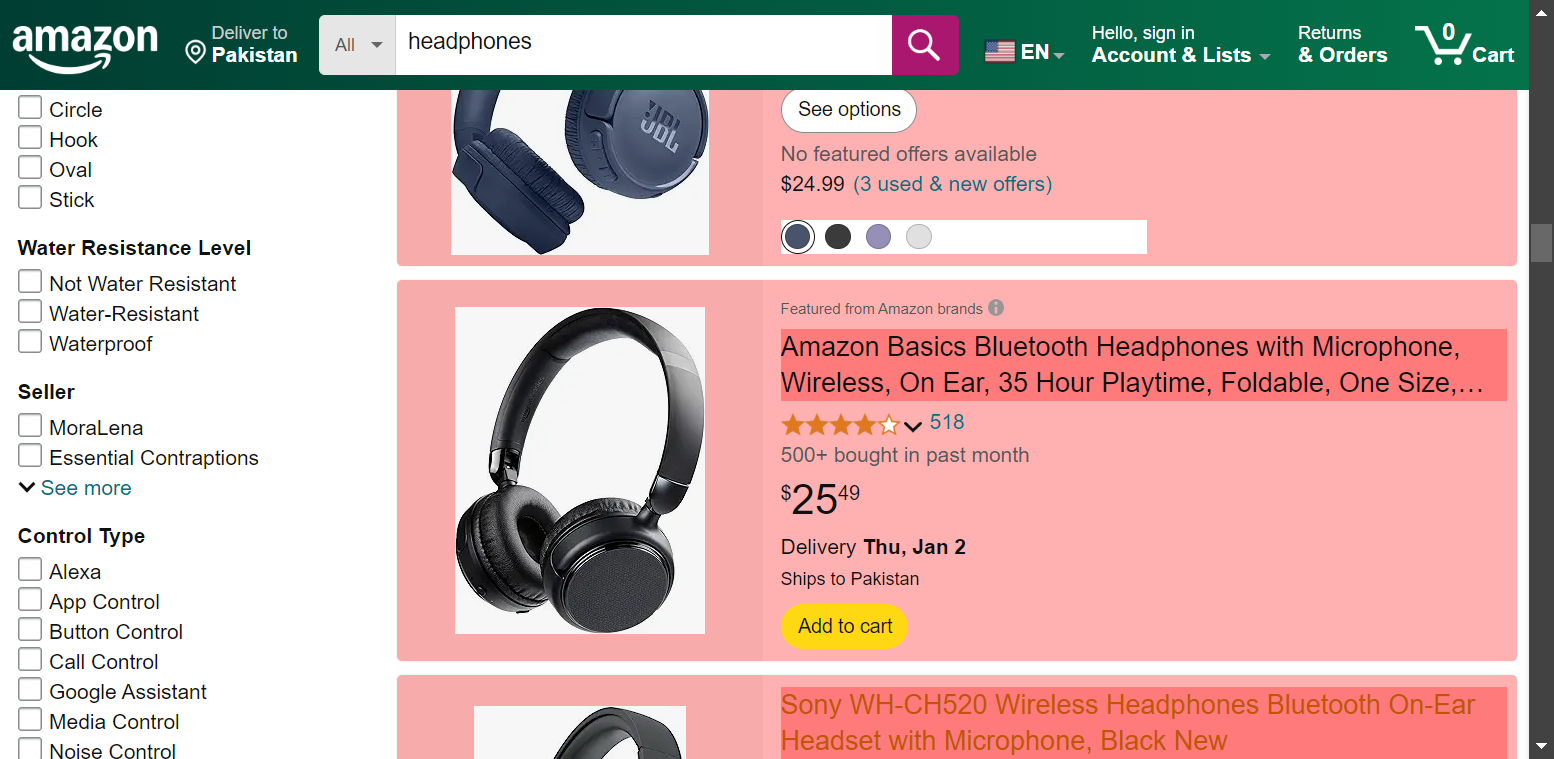 amazon
Deliver to
Pakistan
All
headphones
EN
Hello, sign in
Account & Lists
Returns
& Orders
0
Cart
Circle
Hook
Oval
Stick
Water Resistance Level
Not Water Resistant
Water-Resistant
Waterproof
Seller
MoraLena
Essential Contraptions
See more
Control Type
Alexa
App Control
Button Control
Call Control
Google Assistant
Media Control
Noise Control
JBL
See options
No featured offers available
$24.99 (3 used & new offers)
Featured from Amazon brands
Amazon Basics Bluetooth Headphones with Microphone,
Wireless, On Ear, 35 Hour Playtime, Foldable, One Size,…
518
500+ bought in past month
$25 49
Delivery Thu, Jan 2
Ships to Pakistan
Add to cart
Sony WH-CH520 Wireless Headphones Bluetooth On-Ear
Headset with Microphone, Black New